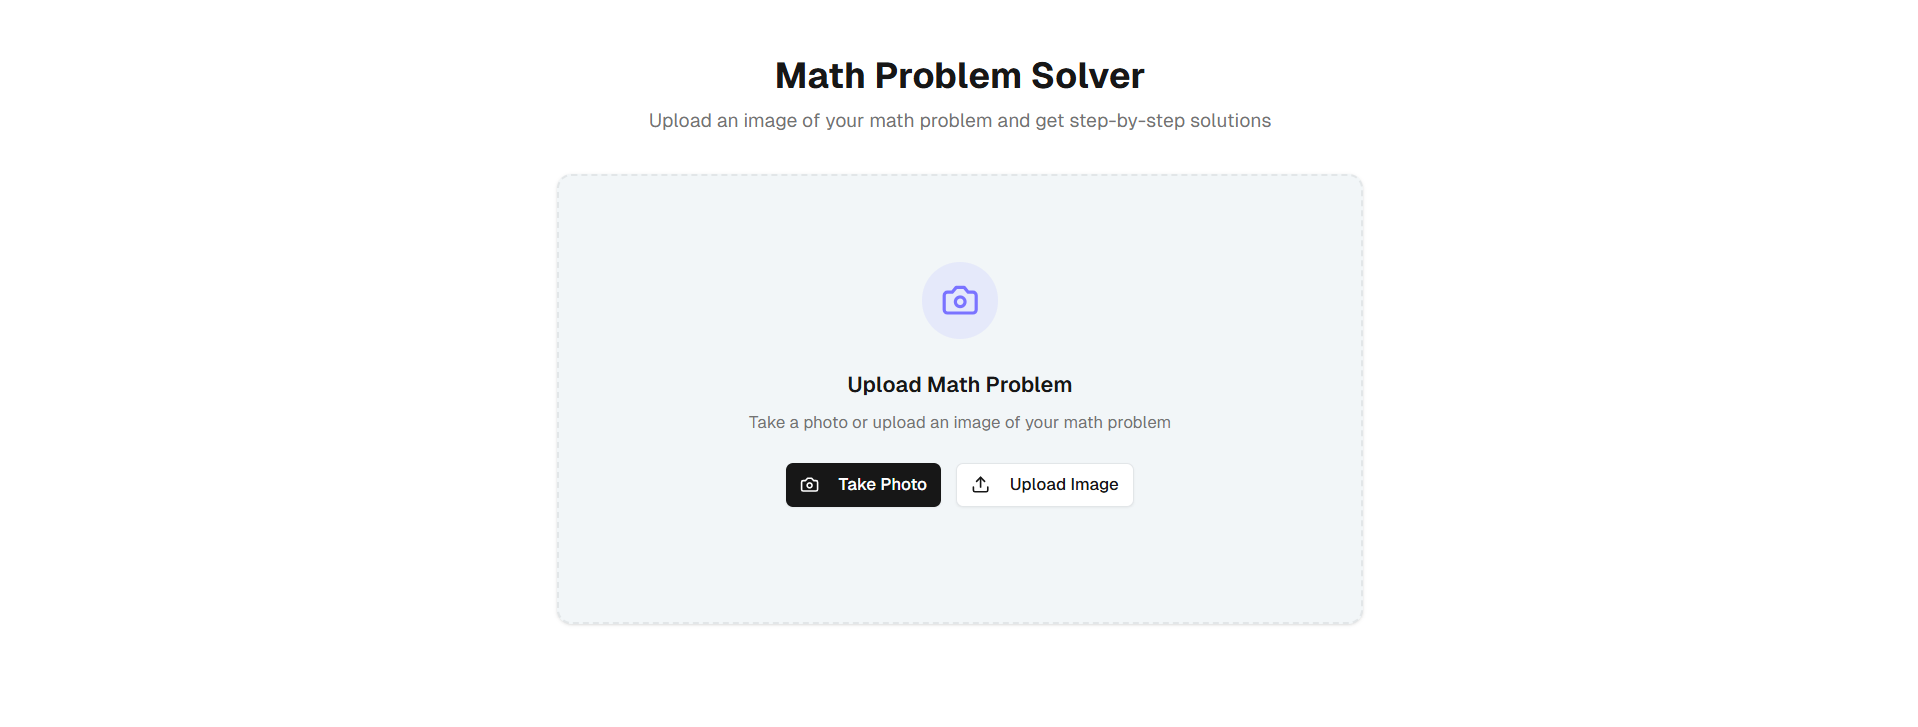 Math Problem Solver
Upload an image of your math problem and get step-by-step solutions
Upload Math Problem
Take a photo or upload an image of your math problem
Take Photo
Upload Image